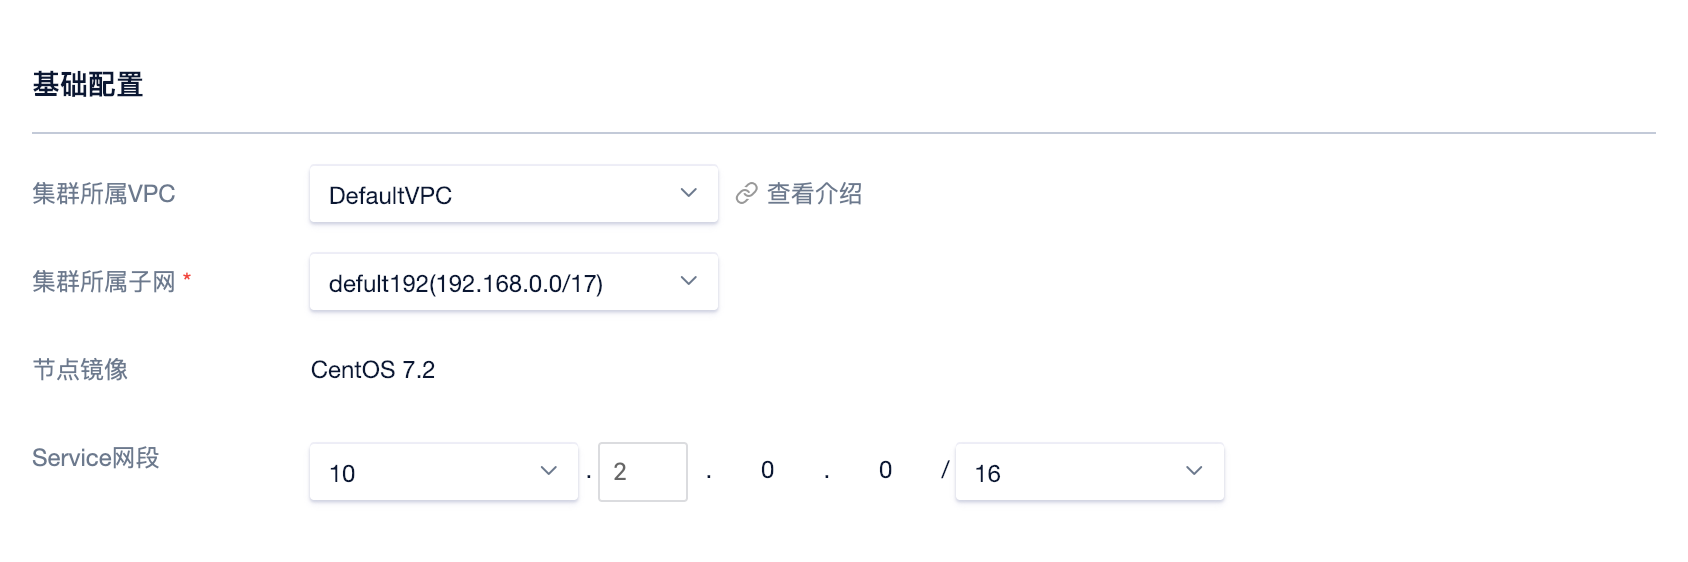 基础配置
集群所属VPC DefaultVPC 查看介绍
集群所属子网 * defult192(192.168.0.0/17)
节点镜像 CentOS 7.2
Service网段 10 . 2 . 0 . 0 / 16